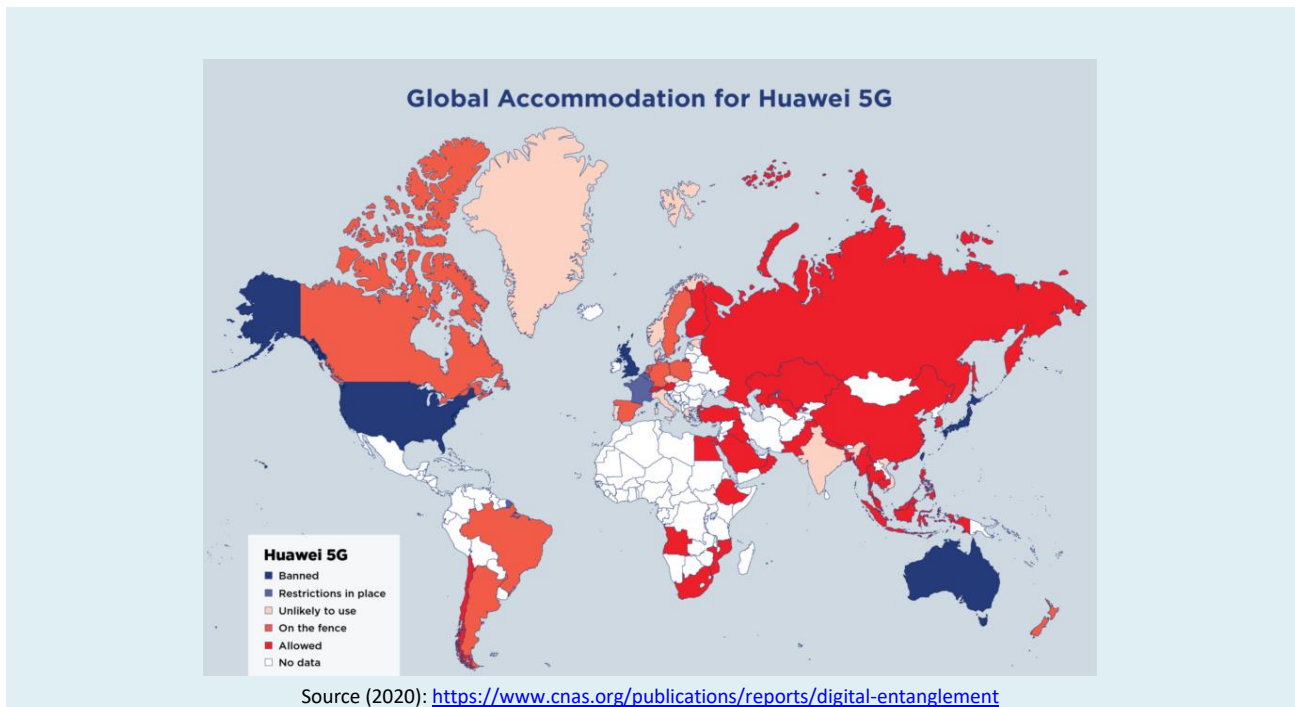 Global Accommodation for Huawei 5G
Huawei 5G
Banned
Restrictions in place
Unlikely to use
On the fence
Allowed
No data
Source (2020): https://www.cnas.org/publications/reports/digital-entanglement